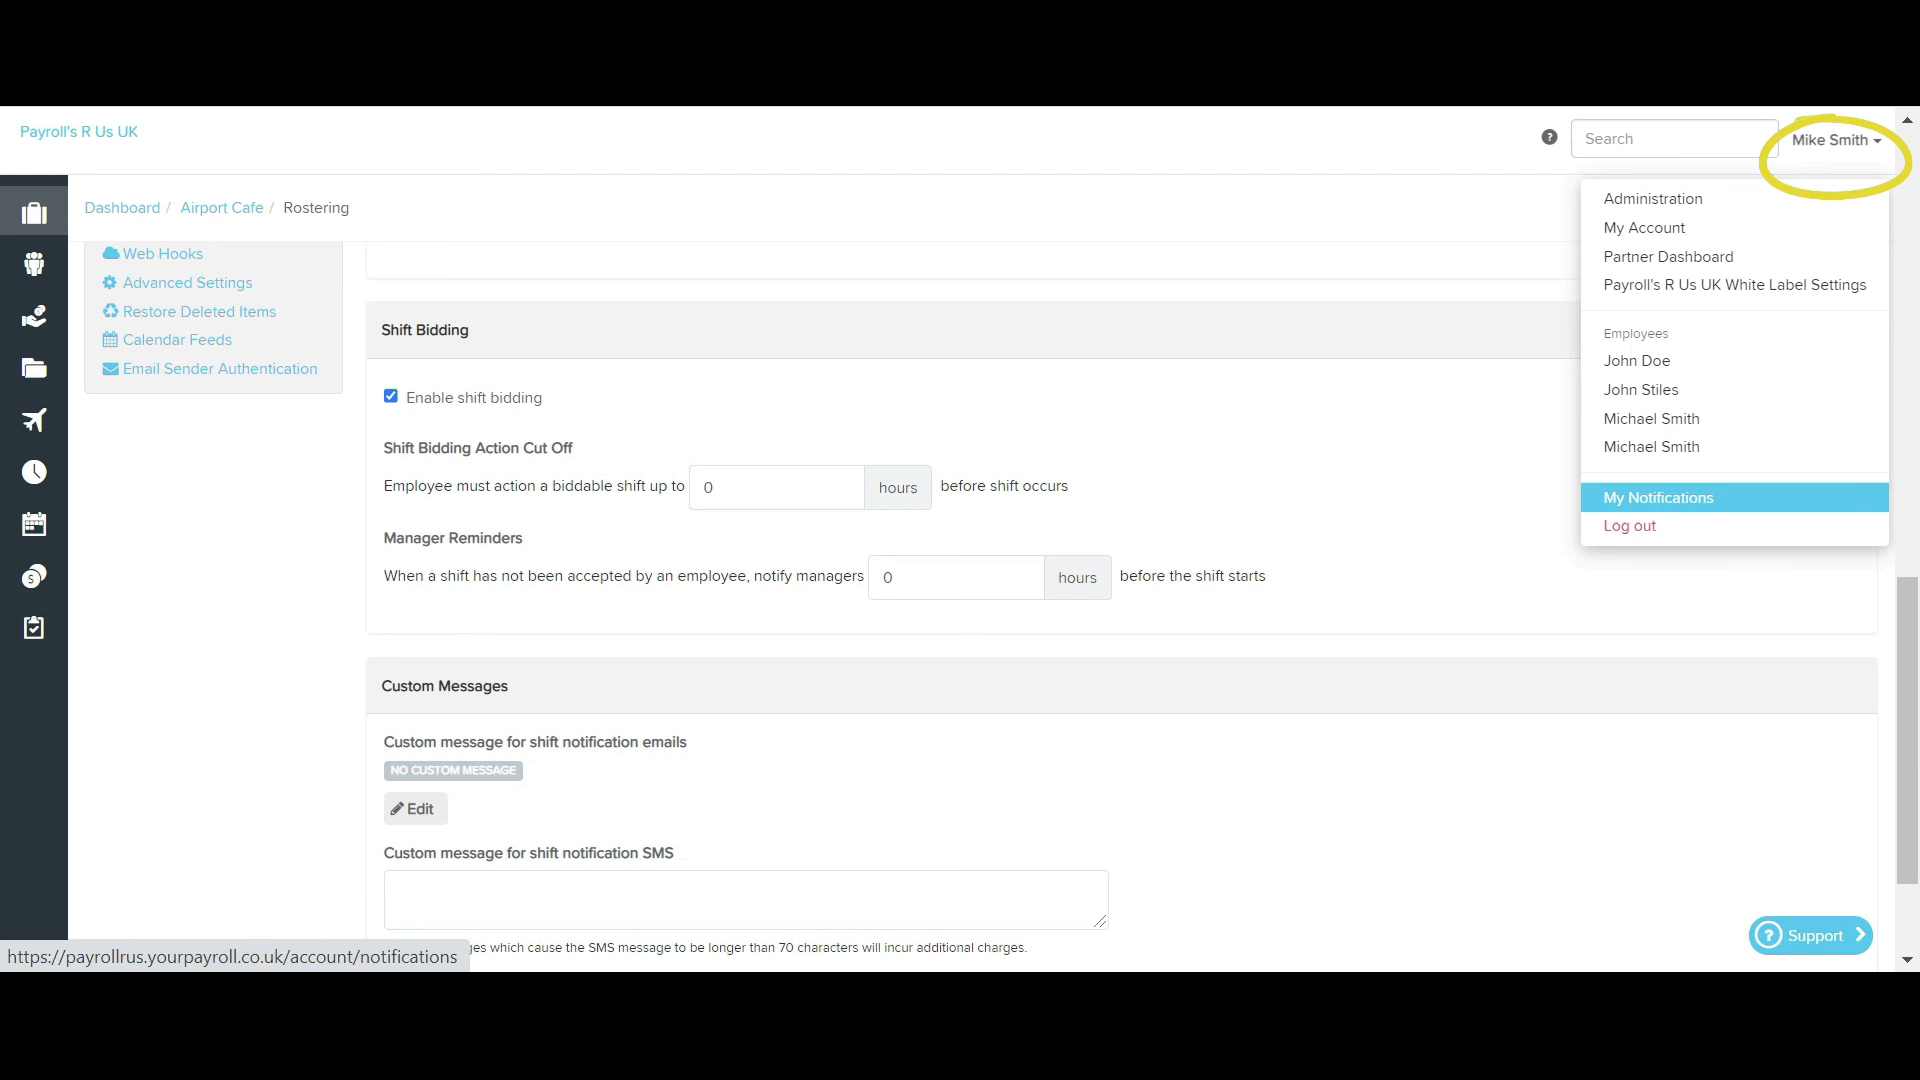 Payroll's R Us UK
Search
Mike Smith
Dashboard / Airport Cafe / Rostering
Administration
My Account
Partner Dashboard
Payroll's R Us UK White Label Settings
Employees
John Doe
John Stiles
Michael Smith
Michael Smith
My Notifications
Log out
Web Hooks
Advanced Settings
Restore Deleted Items
Calendar Feeds
Email Sender Authentication
Shift Bidding
Enable shift bidding
Shift Bidding Action Cut Off
Employee must action a biddable shift up to 0 hours before shift occurs
Manager Reminders
When a shift has not been accepted by an employee, notify managers 0 hours before the shift starts
Custom Messages
Custom message for shift notification emails
NO CUSTOM MESSAGE
Edit
Custom message for shift notification SMS
which cause the SMS message to be longer than 70 characters will incur additional charges.
Support
https://payrollrus.yourpayroll.co.uk/account/notifications